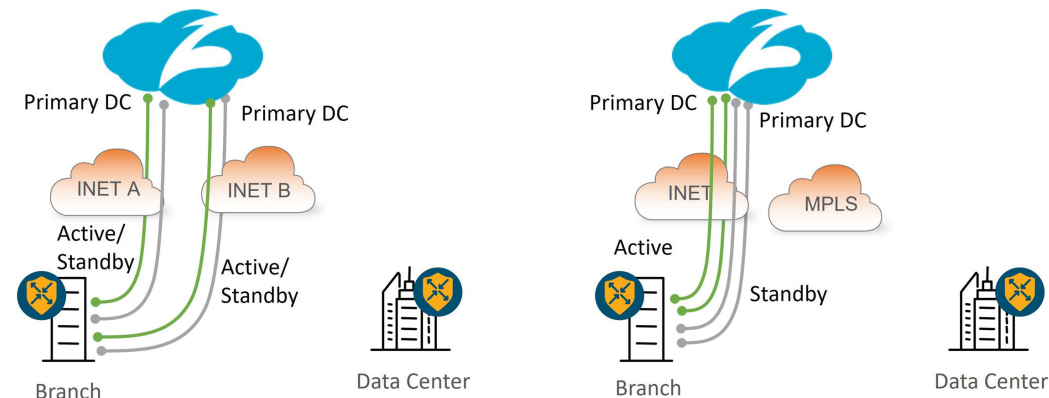 Primary DC
Primary DC
INET A
INET B
Active/
Standby
Active/
Standby
Branch
Data Center
Primary DC
Primary DC
INET
MPLS
Active
Standby
Branch
Data Center